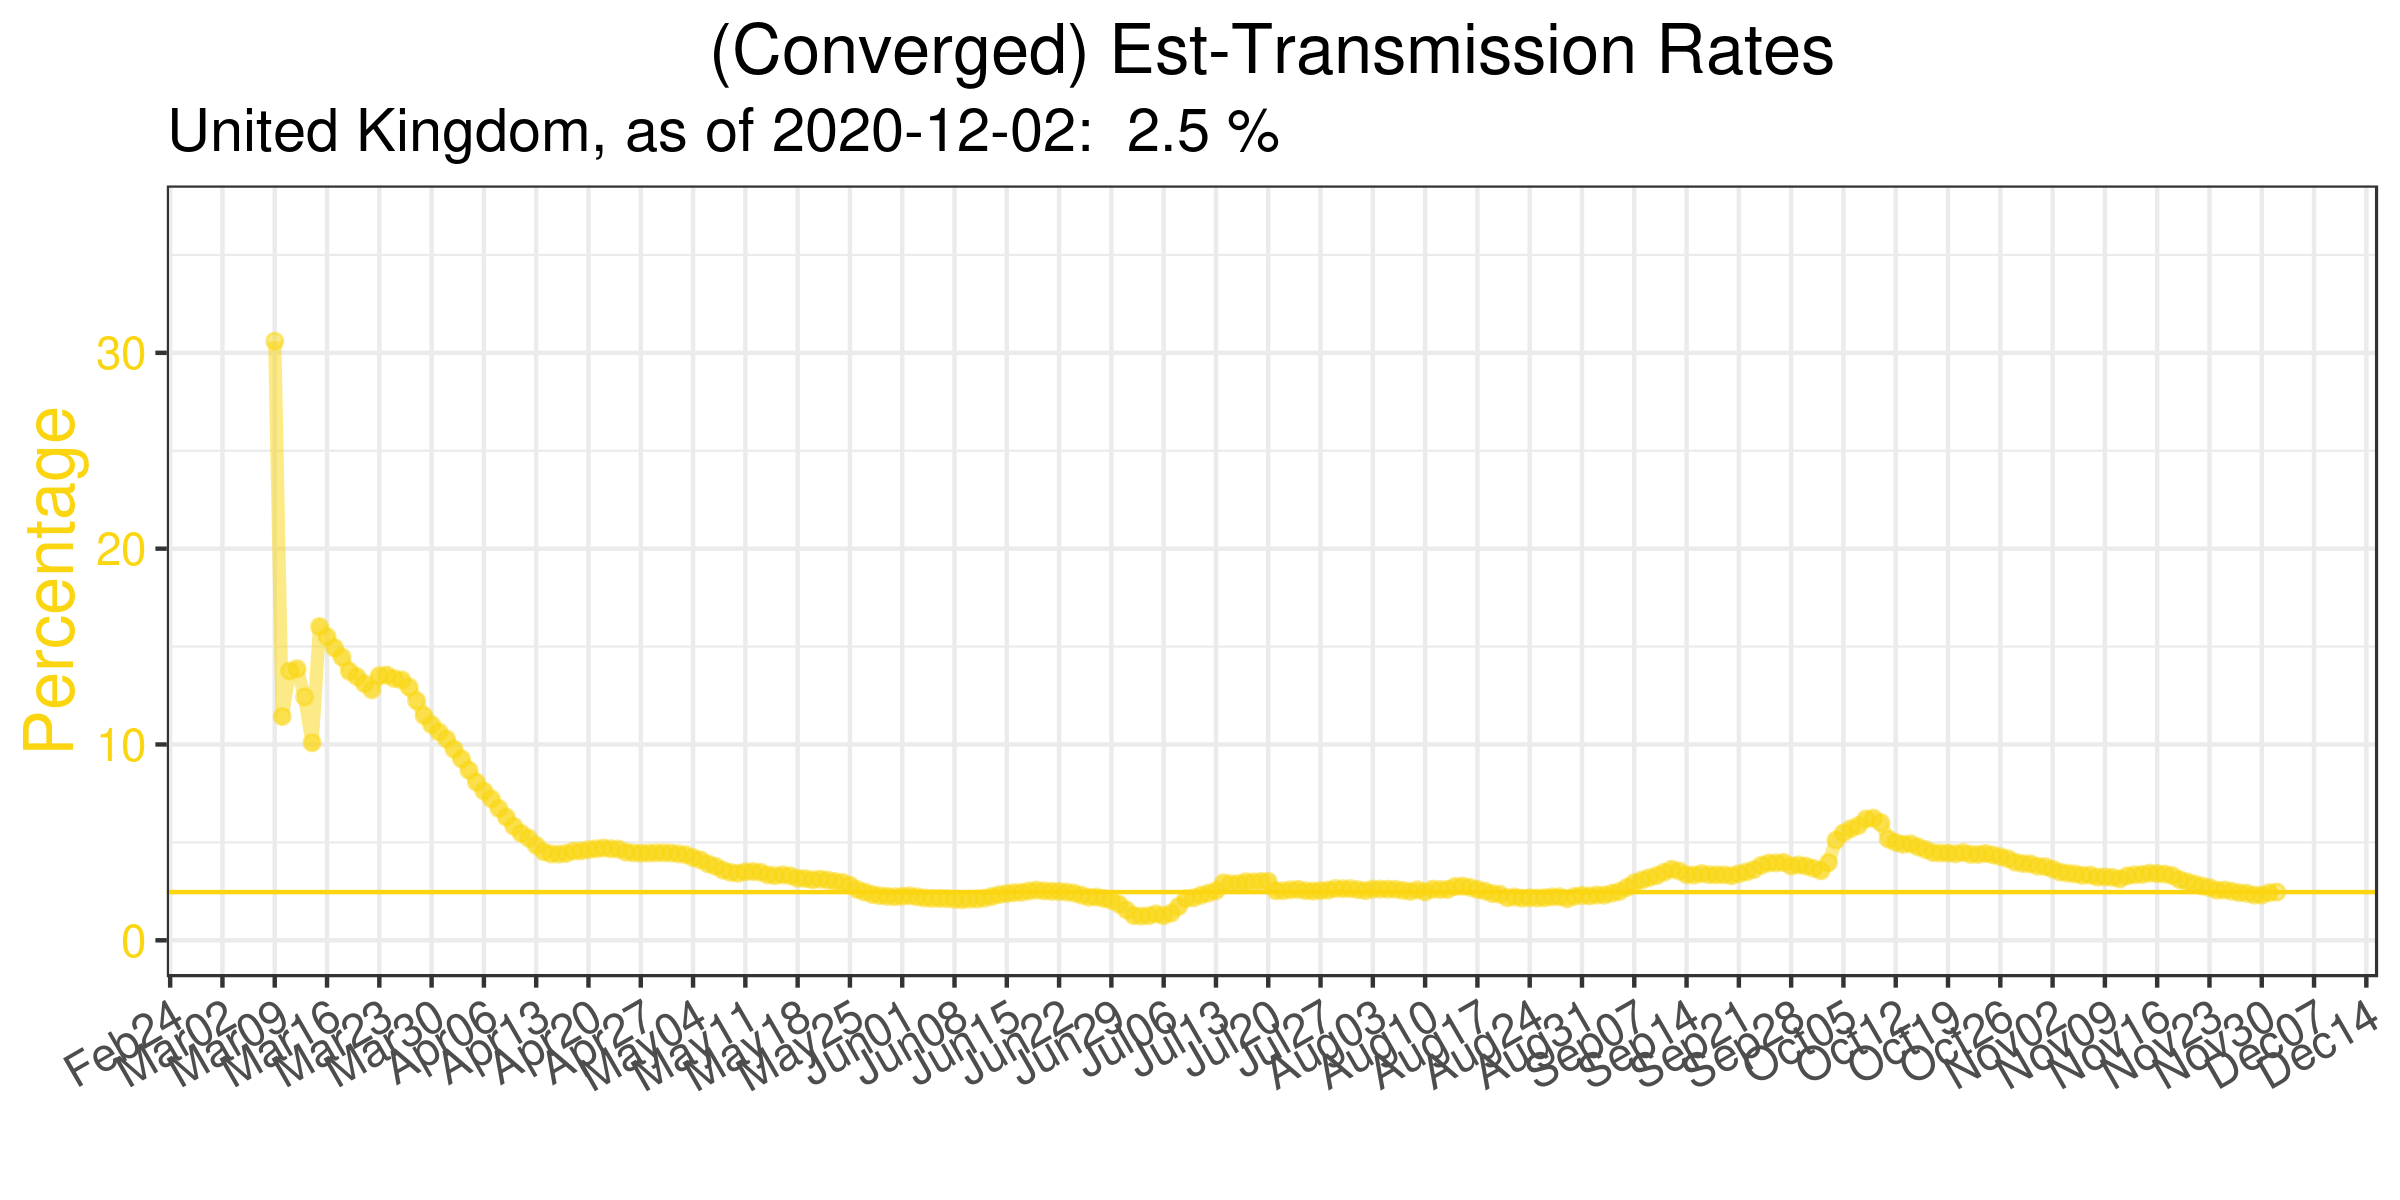 (Converged) Est-Transmission Rates
United Kingdom, as of 2020-12-02:  2.5 %
Percentage
30
20
10
0
Feb24 Mar02 Mar09 Mar16 Mar23 Mar30 Apr06 Apr13 Apr20 Apr27 May04 May11 May18 May25 Jun01 Jun08 Jun15 Jun22 Jun29 Jul06 Jul13 Jul20 Jul27 Aug03 Aug10 Aug17 Aug24 Aug31 Sep07 Sep14 Sep21 Sep28 Oct05 Oct12 Oct19 Oct26 Nov02 Nov09 Nov16 Nov23 Nov30 Dec07 Dec14